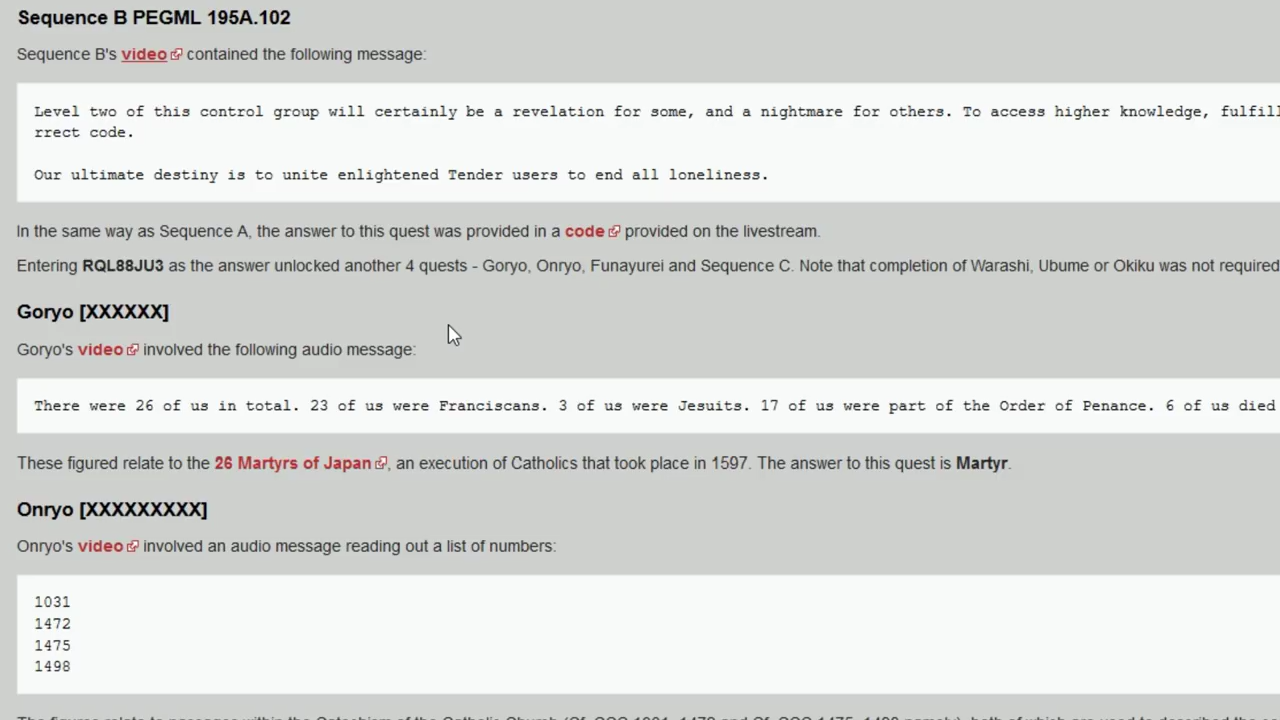 Sequence B PEGML 195A.102
Sequence B's video contained the following message:
Level two of this control group will certainly be a revelation for some, and a nightmare for others. To access higher knowledge, fulfill
rrect code.
Our ultimate destiny is to unite enlightened Tender users to end all loneliness.
In the same way as Sequence A, the answer to this quest was provided in a code provided on the livestream.
Entering RQL88JU3 as the answer unlocked another 4 quests - Goryo, Onryo, Funayurei and Sequence C. Note that completion of Warashi, Ubume or Okiku was not required
Goryo [XXXXXX]
Goryo's video involved the following audio message:
There were 26 of us in total. 23 of us were Franciscans. 3 of us were Jesuits. 17 of us were part of the Order of Penance. 6 of us died
These figured relate to the 26 Martyrs of Japan, an execution of Catholics that took place in 1597. The answer to this quest is Martyr.
Onryo [XXXXXXXXX]
Onryo's video involved an audio message reading out a list of numbers:
1031
1472
1475
1498